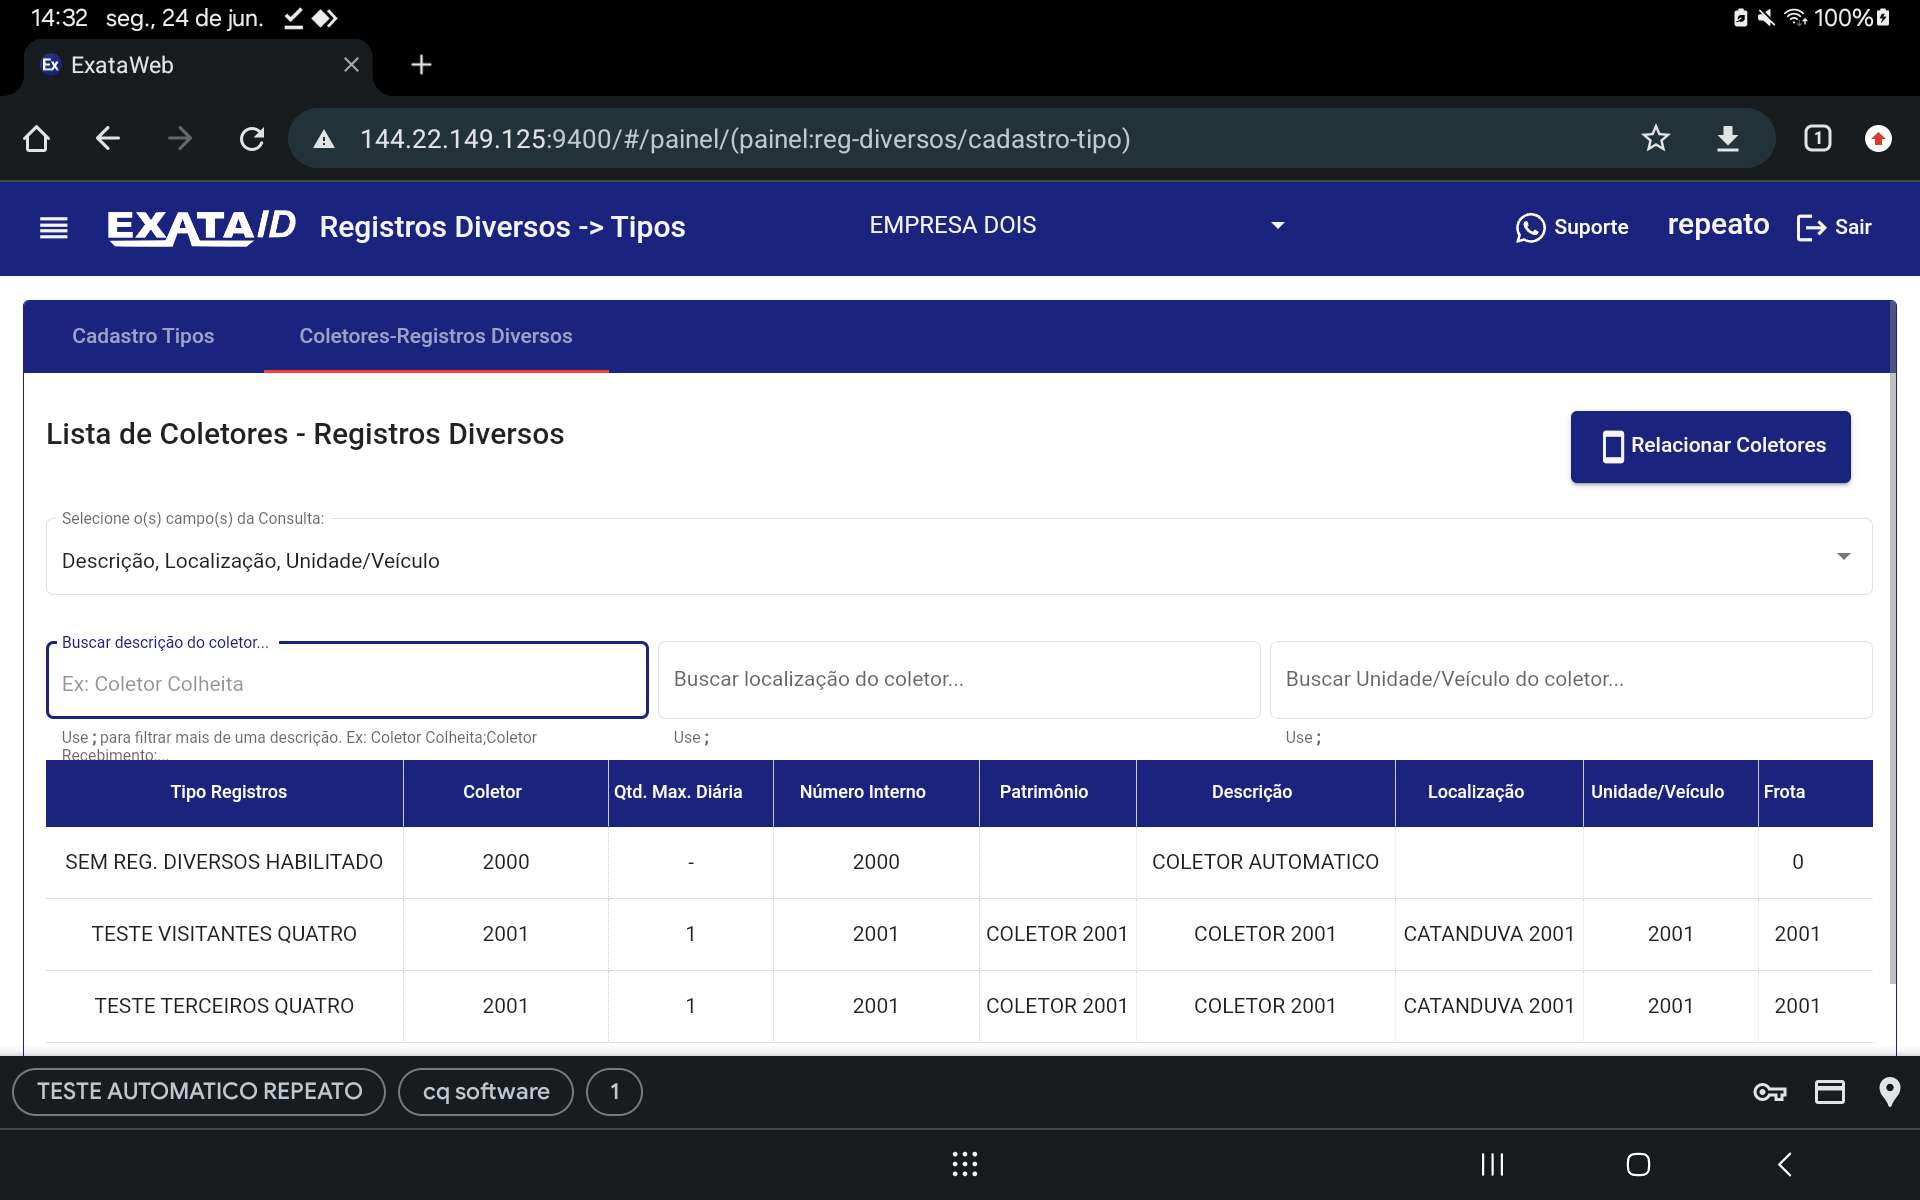 14:32 seg., 24 de jun. 100%
Ex ExataWeb
144.22.149.125:9400/#/painel/(painel:reg-diversos/cadastro-tipo) 1
EXATA/D Registros Diversos -> Tipos EMPRESA DOIS Suporte repeato Sair
Cadastro Tipos Coletores-Registros Diversos
Lista de Coletores - Registros Diversos Relacionar Coletores
Selecione o(s) campo(s) da Consulta:
Descrição, Localização, Unidade/Veículo
Buscar descrição do coletor...
Ex: Coletor Colheita Buscar localização do coletor... Buscar Unidade/Veículo do coletor...
Use ; para filtrar mais de uma descrição. Ex: Coletor Colheita;Coletor Use ; Use ;
Recebimento;...
Tipo Registros Coletor Qtd. Max. Diária Número Interno Patrimônio Descrição Localização Unidade/Veículo Frota
SEM REG. DIVERSOS HABILITADO 2000 - 2000 COLETOR AUTOMATICO 0
TESTE VISITANTES QUATRO 2001 1 2001 COLETOR 2001 COLETOR 2001 CATANDUVA 2001 2001 2001
TESTE TERCEIROS QUATRO 2001 1 2001 COLETOR 2001 COLETOR 2001 CATANDUVA 2001 2001 2001
TESTE AUTOMATICO REPEATO cq software 1